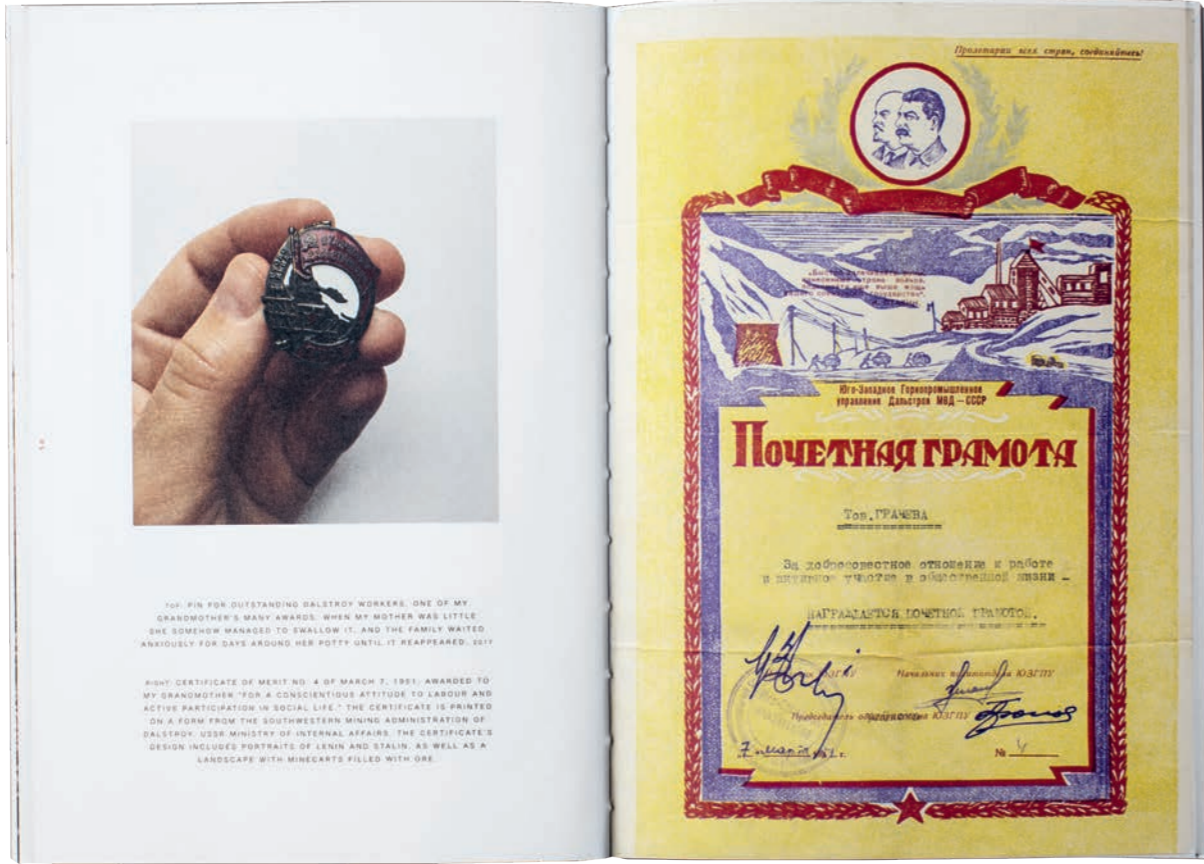 TOP: PIN FOR OUTSTANDING DALSTROY WORKERS, ONE OF MY
GRANDMOTHER'S MANY AWARDS. WHEN MY MOTHER WAS LITTLE
SHE SOMEHOW MANAGED TO SWALLOW IT, AND THE FAMILY WAITED
ANXIOUSLY FOR DAYS AROUND HER POTTY UNTIL IT REAPPEARED. 2017
RIGHT: CERTIFICATE OF MERIT NO. 4 OF MARCH 7, 1951, AWARDED TO
MY GRANDMOTHER "FOR A CONSCIENTIOUS ATTITUDE TO LABOUR AND
ACTIVE PARTICIPATION IN SOCIAL LIFE." THE CERTIFICATE IS PRINTED
ON A FORM FROM THE SOUTHWESTERN MINING ADMINISTRATION OF
DALSTROY, USSR MINISTRY OF INTERNAL AFFAIRS. THE CERTIFICATE'S
DESIGN INCLUDES PORTRAITS OF LENIN AND STALIN, AS WELL AS A
LANDSCAPE WITH MINECARTS FILLED WITH ORE.
Пролетарии всех стран, соединяйтесь!
Юго-Западное Горнопромышленное
управление Дальстроя МВД — СССР
Почетная грамота
Тов. ГРАЧЕВА
За добросовестное отношение к работе
и активное участие в общественной жизни —
НАГРАЖДАЕТСЯ ПОЧЕТНОЙ ГРАМОТОЙ.
Начальник политотдела ЮЗГПУ
Председатель ЮЗГПУ
7 марта 1951 г.
№ 4